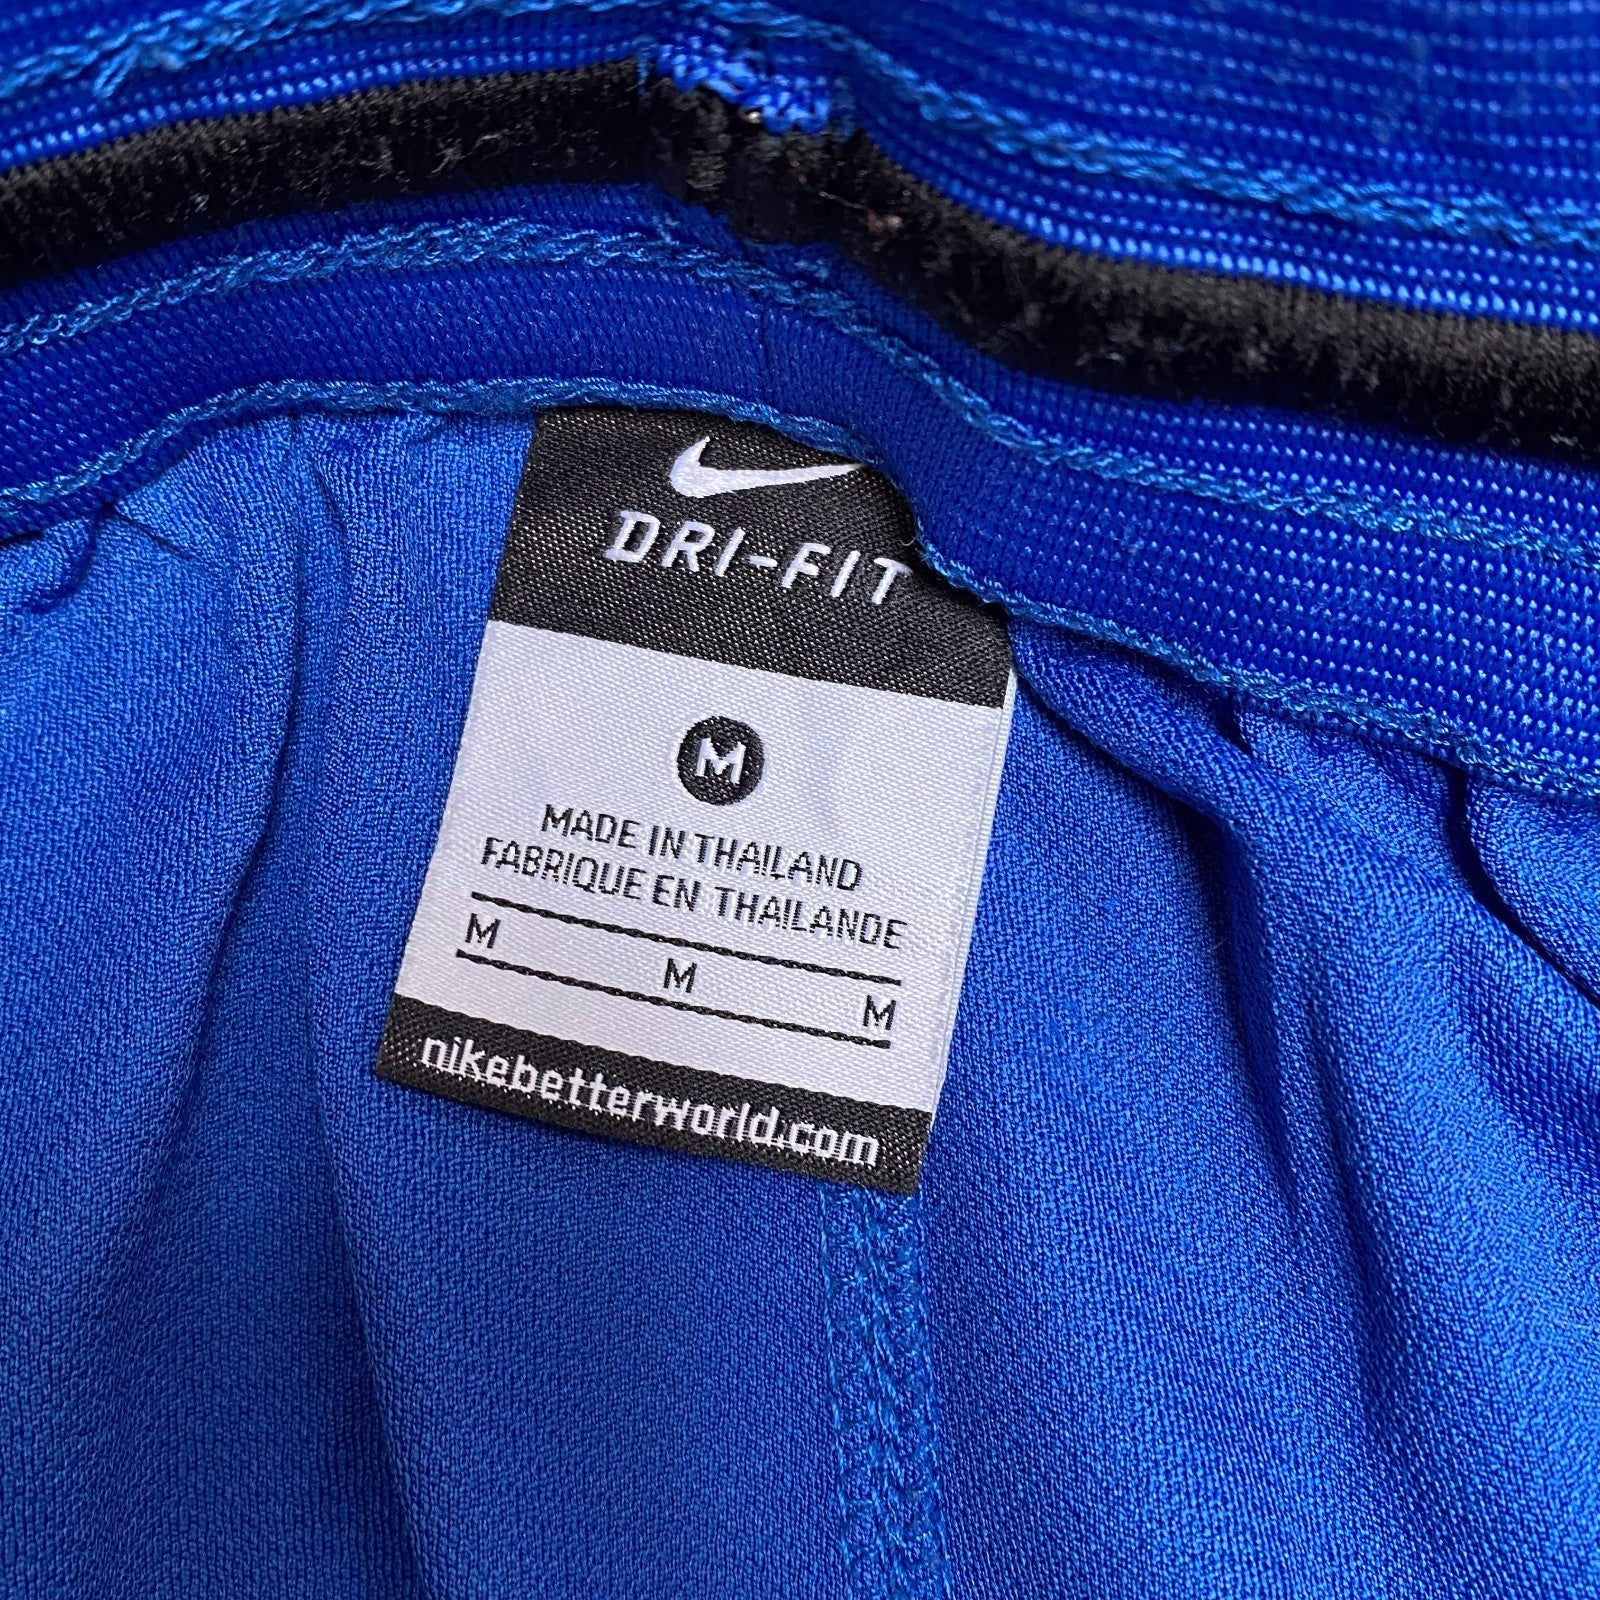 DRI-FIT
M
MADE IN THAILAND
FABRIQUE EN THAILANDE
M M M
nikebetterworld.com